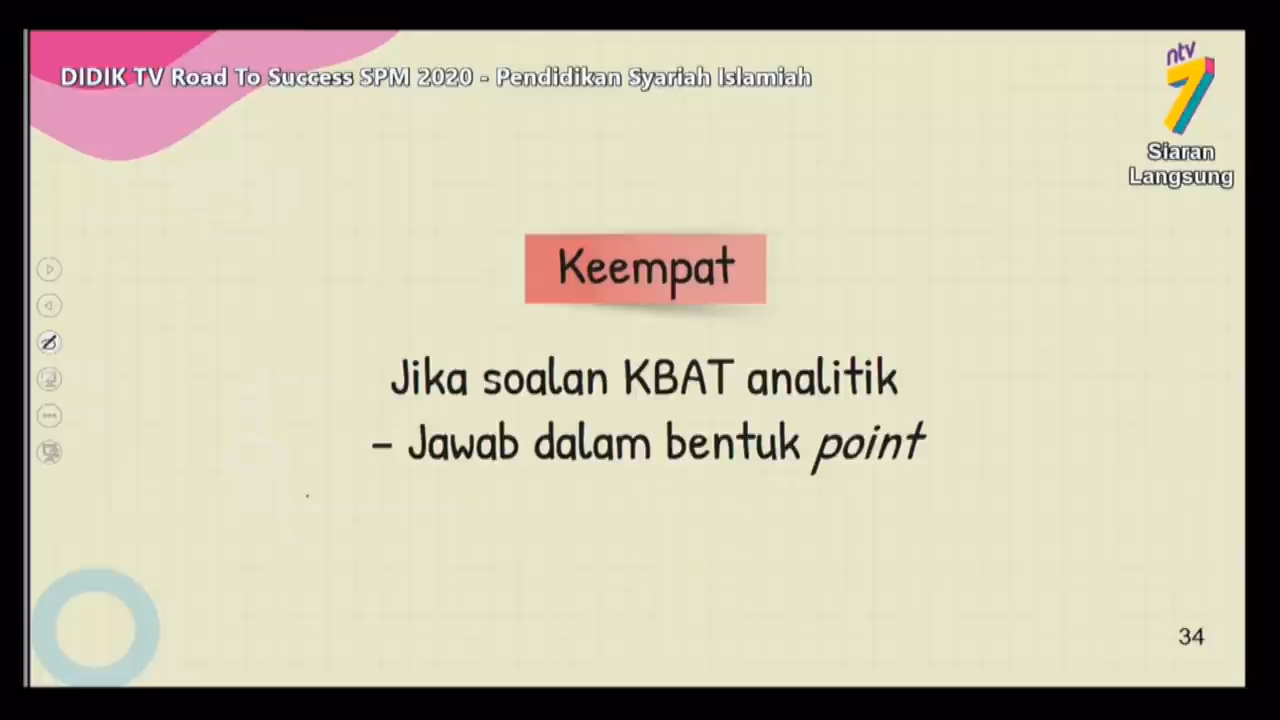 DIDIK TV Road To Success SPM 2020 - Pendidikan Syariah Islamiah
ntv
7
Siaran
Langsung
Keempat
Jika soalan KBAT analitik
- Jawab dalam bentuk point
34